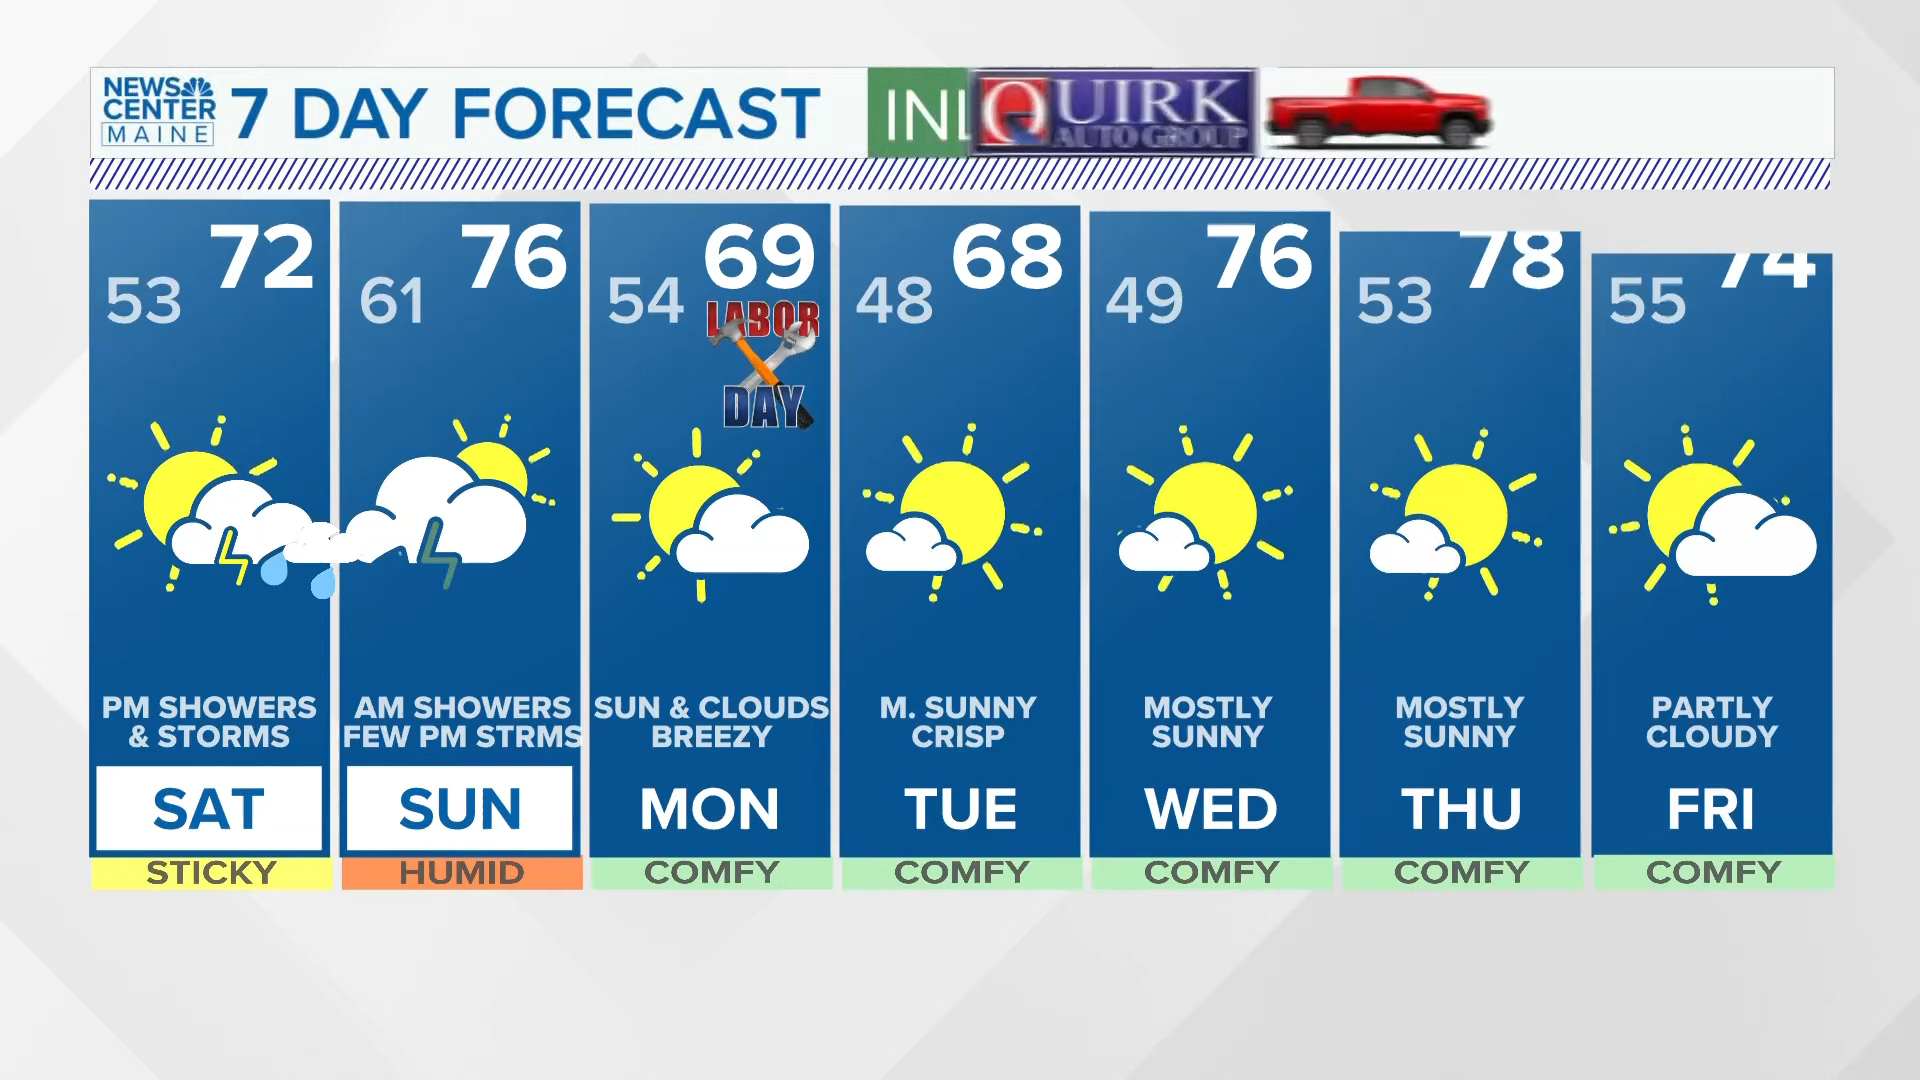 NEWS CENTER MAINE
7 DAY FORECAST
QUIRK
AUTO GROUP
53 72
61 76
54 69
48 68
49 76
53 78
55 74
LABOR
DAY
PM SHOWERS
& STORMS
AM SHOWERS
FEW PM STRMS
SUN & CLOUDS
BREEZY
M. SUNNY
CRISP
MOSTLY
SUNNY
MOSTLY
SUNNY
PARTLY
CLOUDY
SAT
SUN
MON
TUE
WED
THU
FRI
STICKY
HUMID
COMFY
COMFY
COMFY
COMFY
COMFY